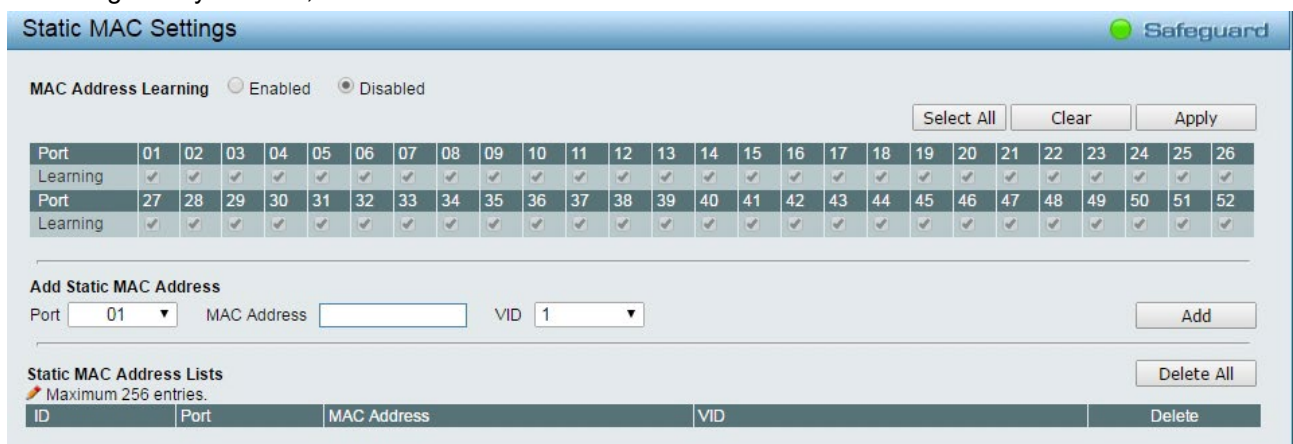 Static MAC Settings
Safeguard
MAC Address Learning Enabled Disabled
Select All Clear Apply
Port 01 02 03 04 05 06 07 08 09 10 11 12 13 14 15 16 17 18 19 20 21 22 23 24 25 26
Learning
Port 27 28 29 30 31 32 33 34 35 36 37 38 39 40 41 42 43 44 45 46 47 48 49 50 51 52
Learning
Add Static MAC Address
Port 01 MAC Address VID 1 Add
Static MAC Address Lists Delete All
Maximum 256 entries.
ID Port MAC Address VID Delete